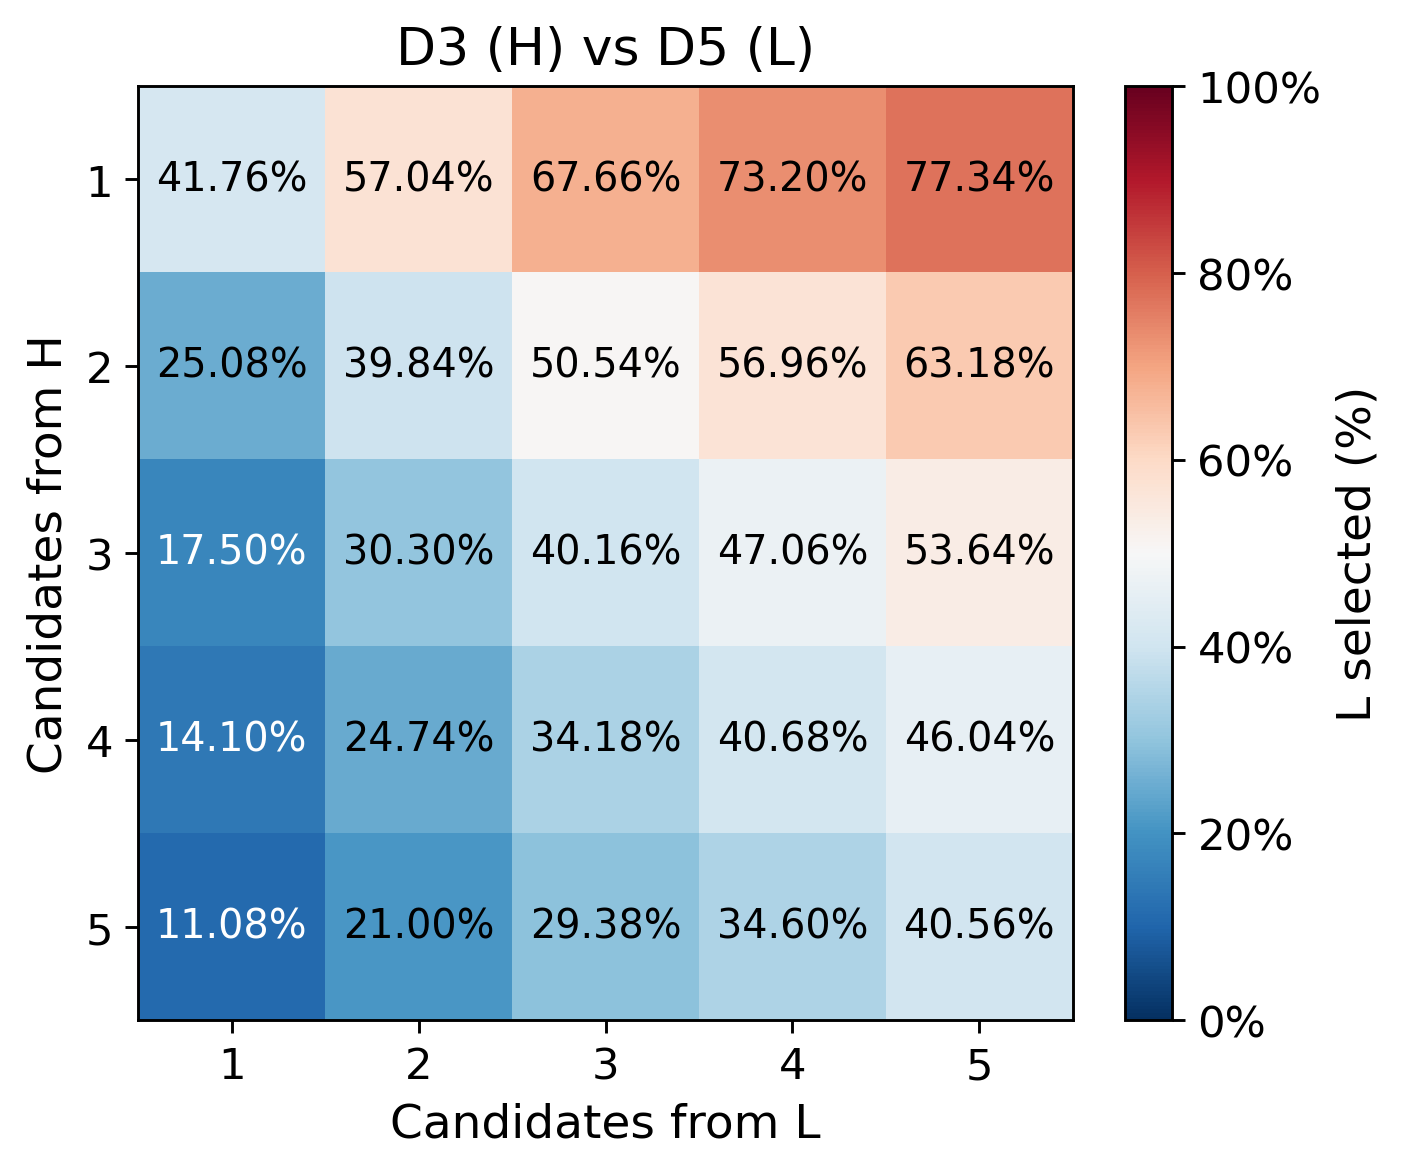 D3 (H) vs D5 (L)
Candidates from H
1
41.76% 57.04% 67.66% 73.20% 77.34%
2
25.08% 39.84% 50.54% 56.96% 63.18%
3
17.50% 30.30% 40.16% 47.06% 53.64%
4
14.10% 24.74% 34.18% 40.68% 46.04%
5
11.08% 21.00% 29.38% 34.60% 40.56%
1 2 3 4 5
Candidates from L
100%
80%
60%
40%
20%
0%
L selected (%)